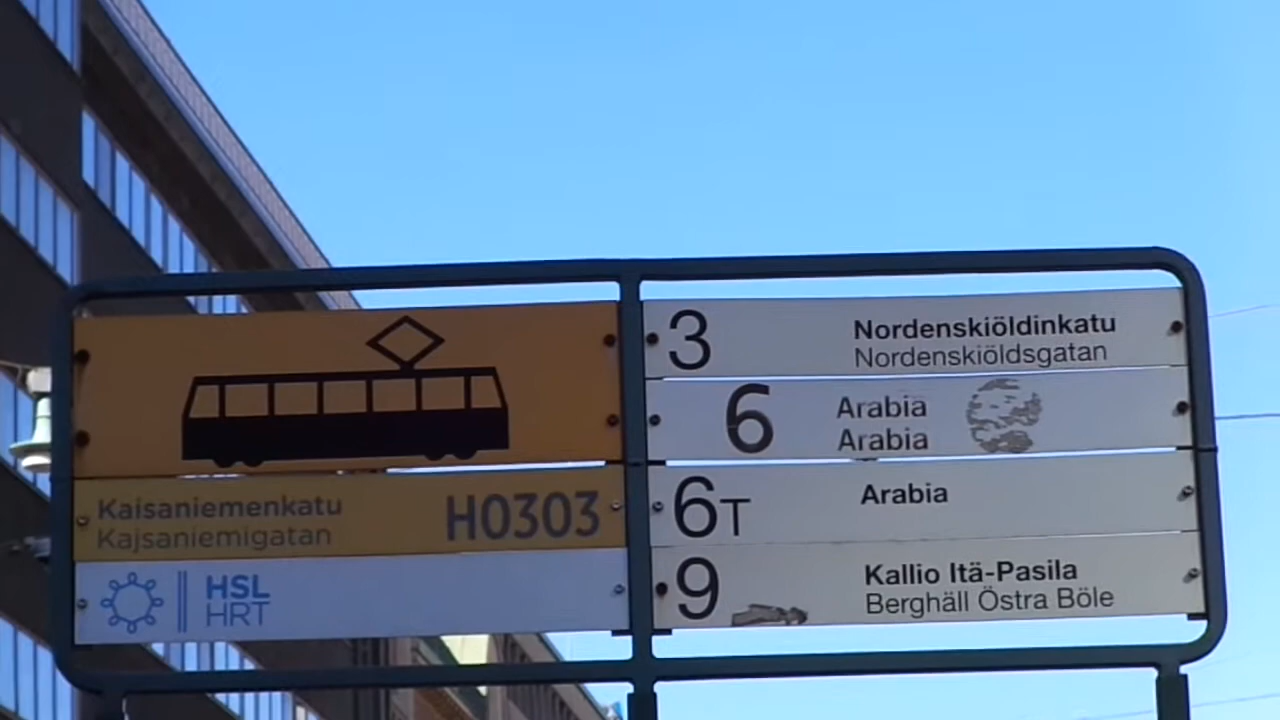 Kaisaniemenkatu
Kajsaniemigatan
H0303
HSL
HRT
3
Nordenskiöldinkatu
Nordenskiöldsgatan
6
Arabia
Arabia
6T
Arabia
9
Kallio Itä-Pasila
Berghäll Östra Böle